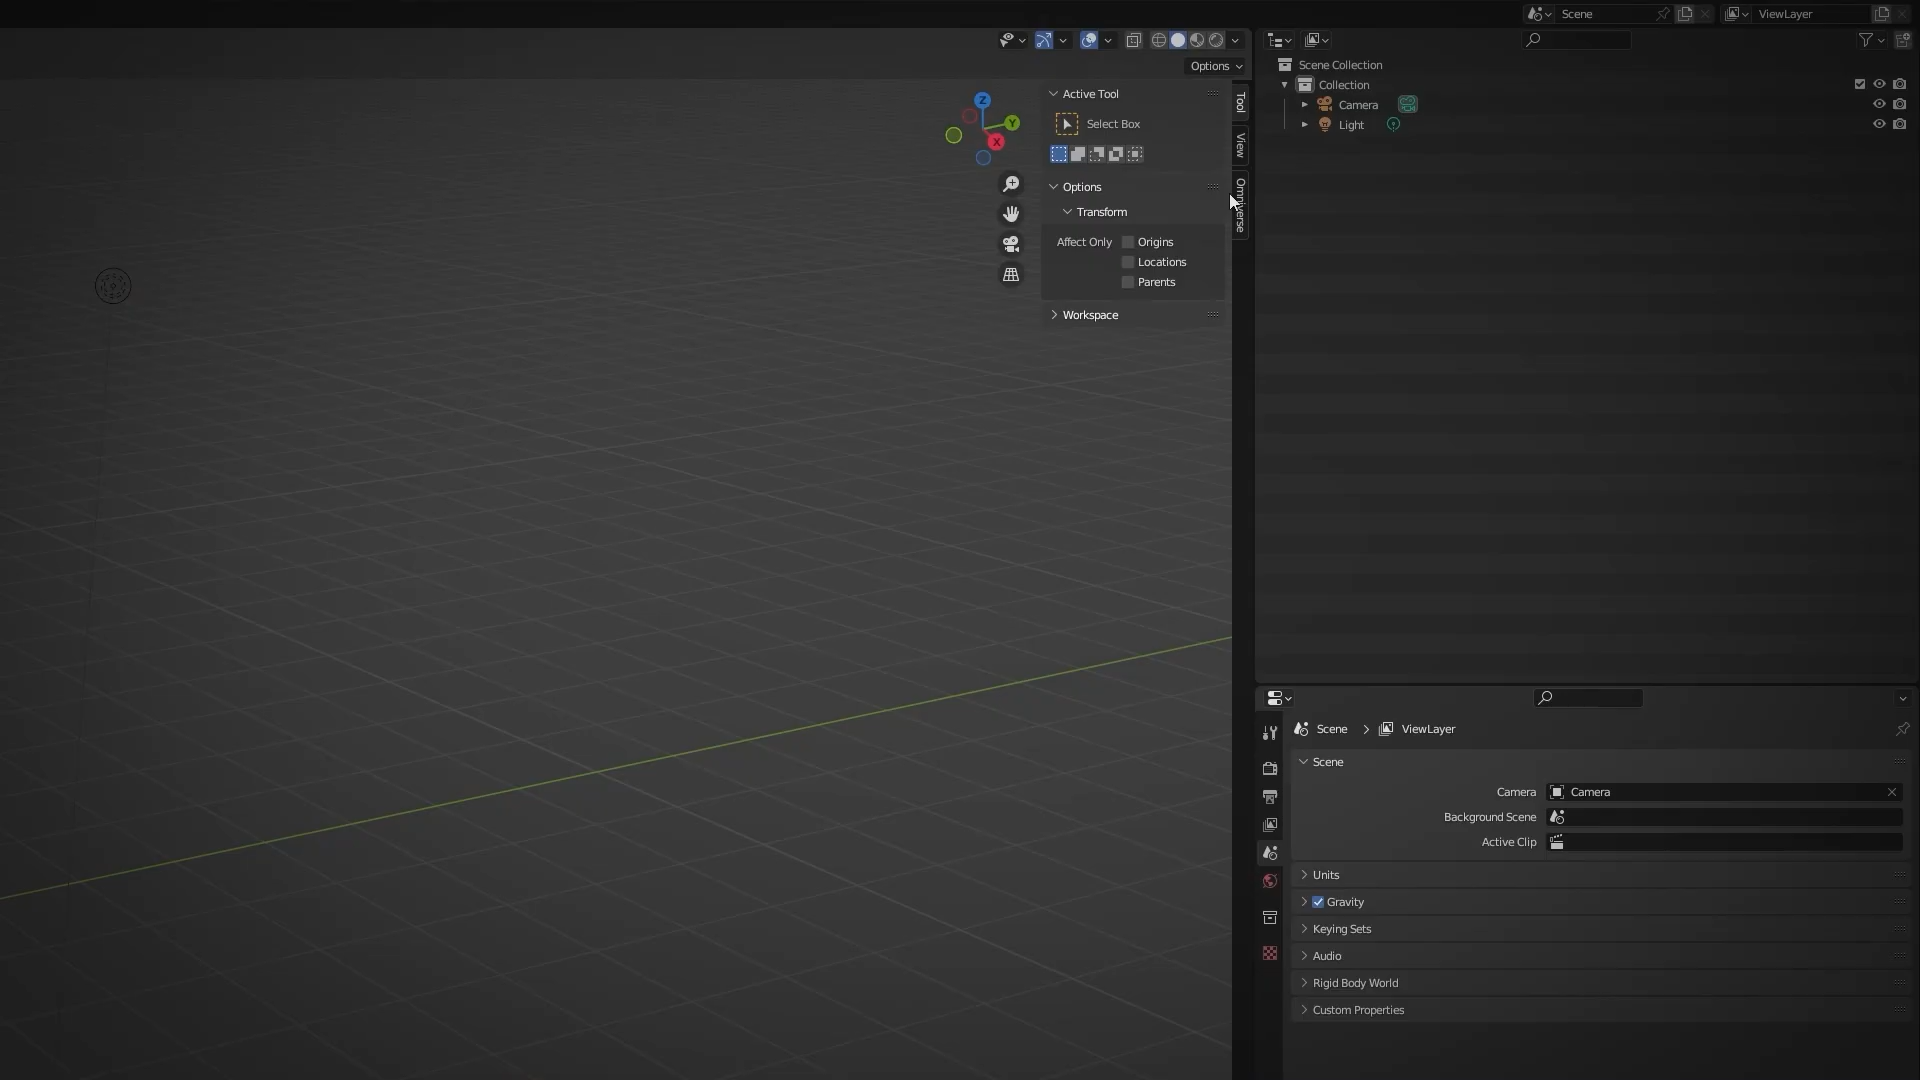 Scene
ViewLayer
Options
Scene Collection
Collection
Camera
Light
Active Tool
Select Box
Options
Transform
Affect Only
Origins
Locations
Parents
Workspace
Tool
View
Omniverse
Z
Y
X
Scene
ViewLayer
Scene
Camera
Camera
Background Scene
Active Clip
Units
Gravity
Keying Sets
Audio
Rigid Body World
Custom Properties